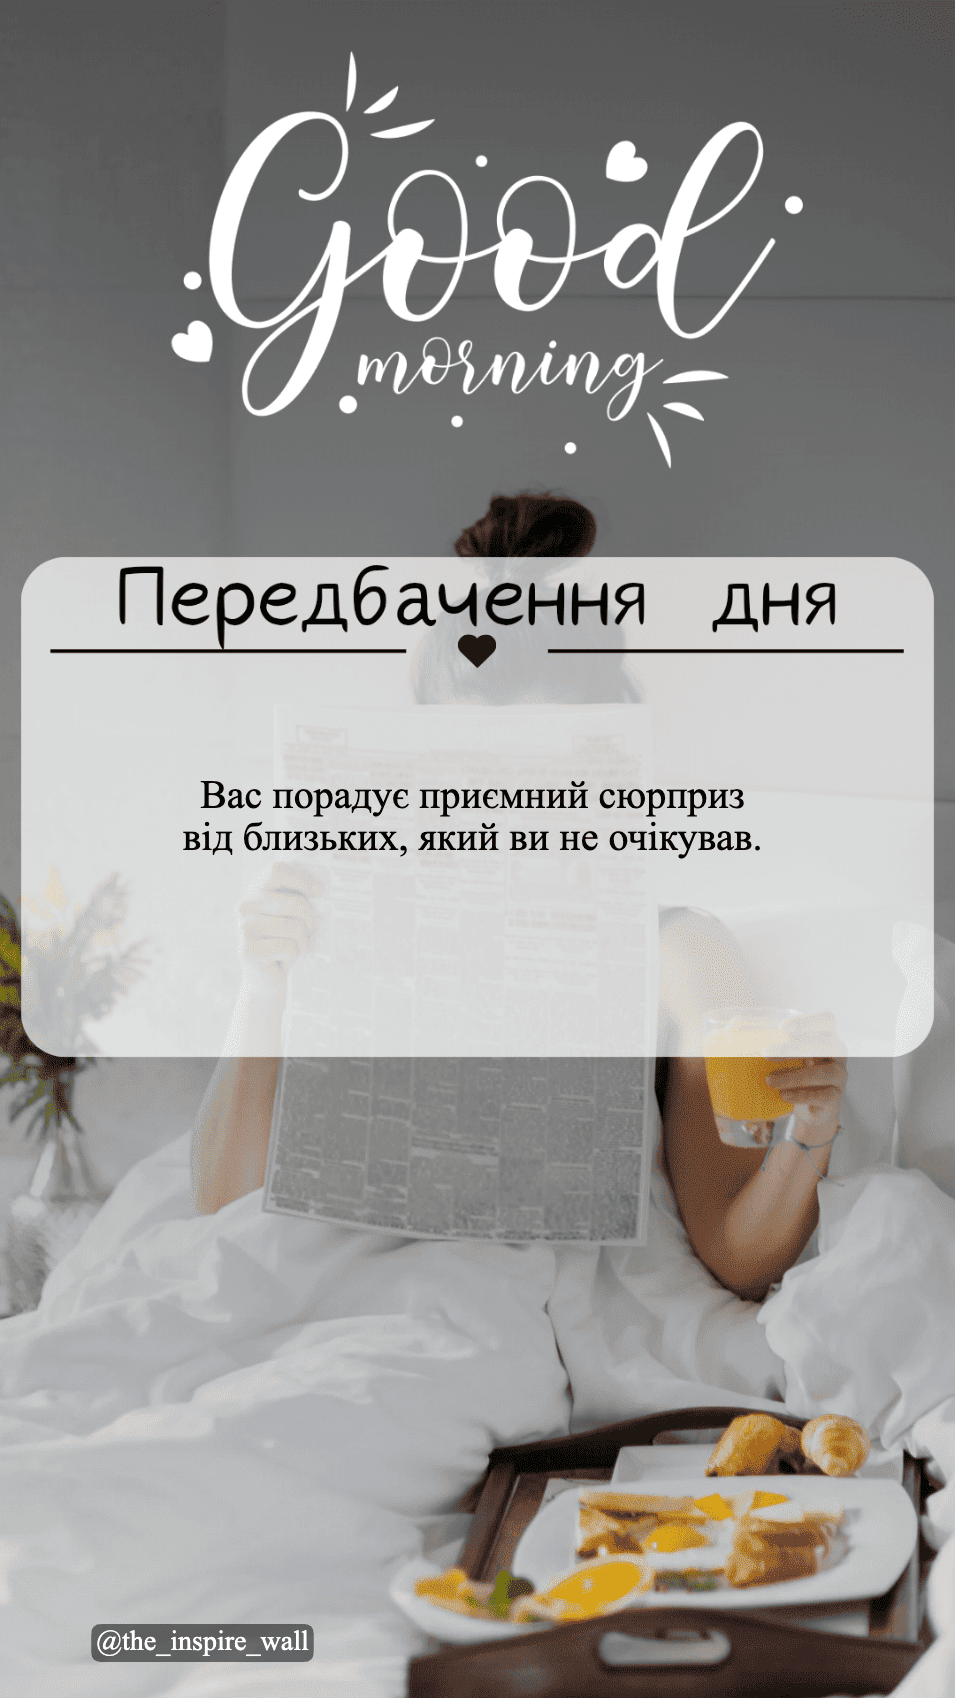 Good
morning
Передбачення дня
Вас порадує приємний сюрприз
від близьких, який ви не очікував.
@the_inspire_wall